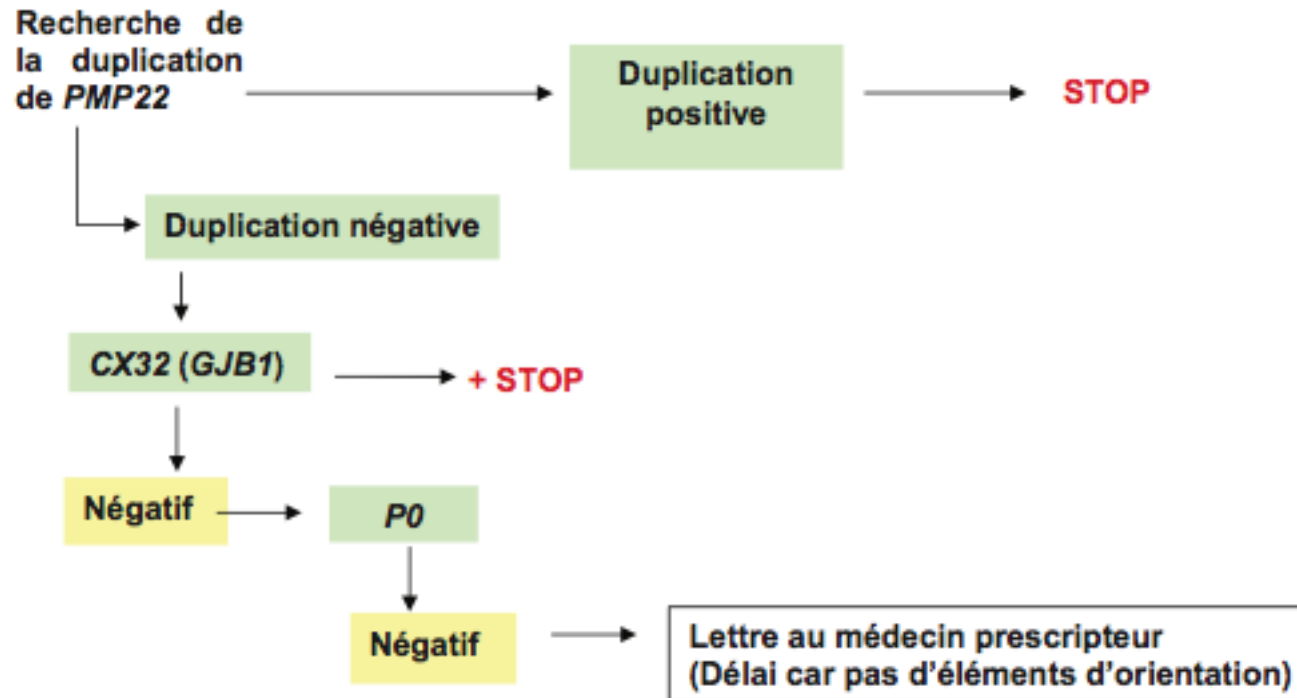 Recherche de
la duplication
de PMP22
Duplication
positive
STOP
Duplication négative
CX32 (GJB1)
+ STOP
Négatif
P0
Négatif
Lettre au médecin prescripteur
(Délai car pas d'éléments d'orientation)